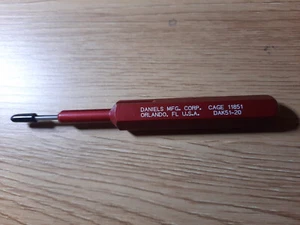 DANIELS MFG. CORP. CAGE 11851
ORLANDO, FL U.S.A. DAK51-20